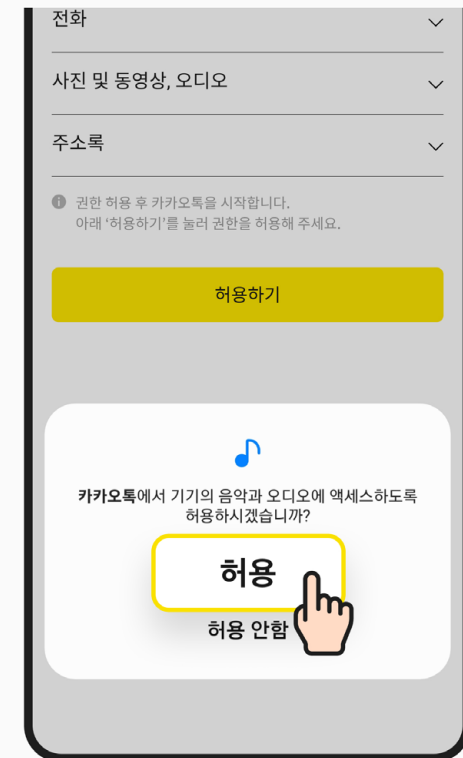 전화
사진 및 동영상, 오디오
주소록
권한 허용 후 카카오톡을 시작합니다.
아래 ‘허용하기’를 눌러 권한을 허용해 주세요.
허용하기
카카오톡에서 기기의 음악과 오디오에 액세스하도록
허용하시겠습니까?
허용
허용 안함